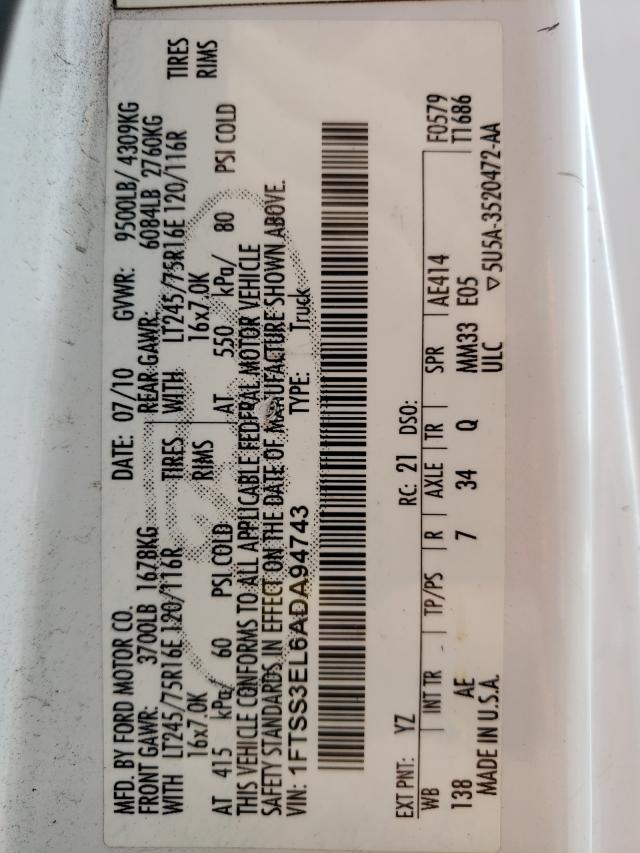 MFD. BY FORD MOTOR CO. DATE: 07/10 GVWR: 9500LB/ 4309KG
FRONT GAWR: 3700LB 1678KG REAR GAWR: 6084LB 2760KG
WITH LT245/75R16E 120/116R TIRES WITH LT245/75R16E 120/116R TIRES
16x7.0K RIMS 16x7.0K RIMS
AT 415 kPa/ 60 PSI COLD AT 550 kPa/ 80 PSI COLD
THIS VEHICLE CONFORMS TO ALL APPLICABLE FEDERAL MOTOR VEHICLE
SAFETY STANDARDS IN EFFECT ON THE DATE OF MANUFACTURE SHOWN ABOVE.
VIN: 1FTSS3EL6ADA94743 TYPE: Truck
EXT PNT: YZ RC: 21 DSO: F0579
WB INT TR TP/PS R AXLE TR SPR AE414 T1686
138 AE 7 34 Q MM33 E05
MADE IN U.S.A. ULC ▽5U5A-3520472-AA